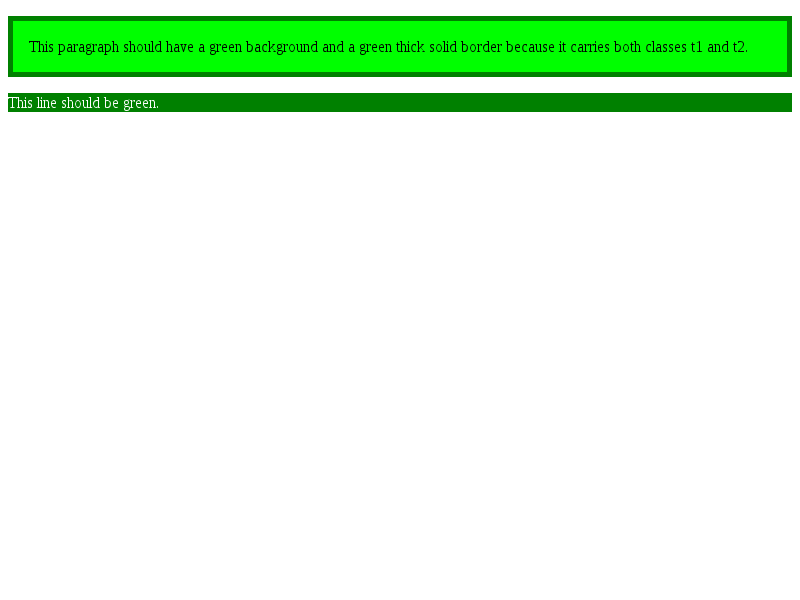 This paragraph should have a green background and a green thick solid border because it carries both classes t1 and t2.
This line should be green.